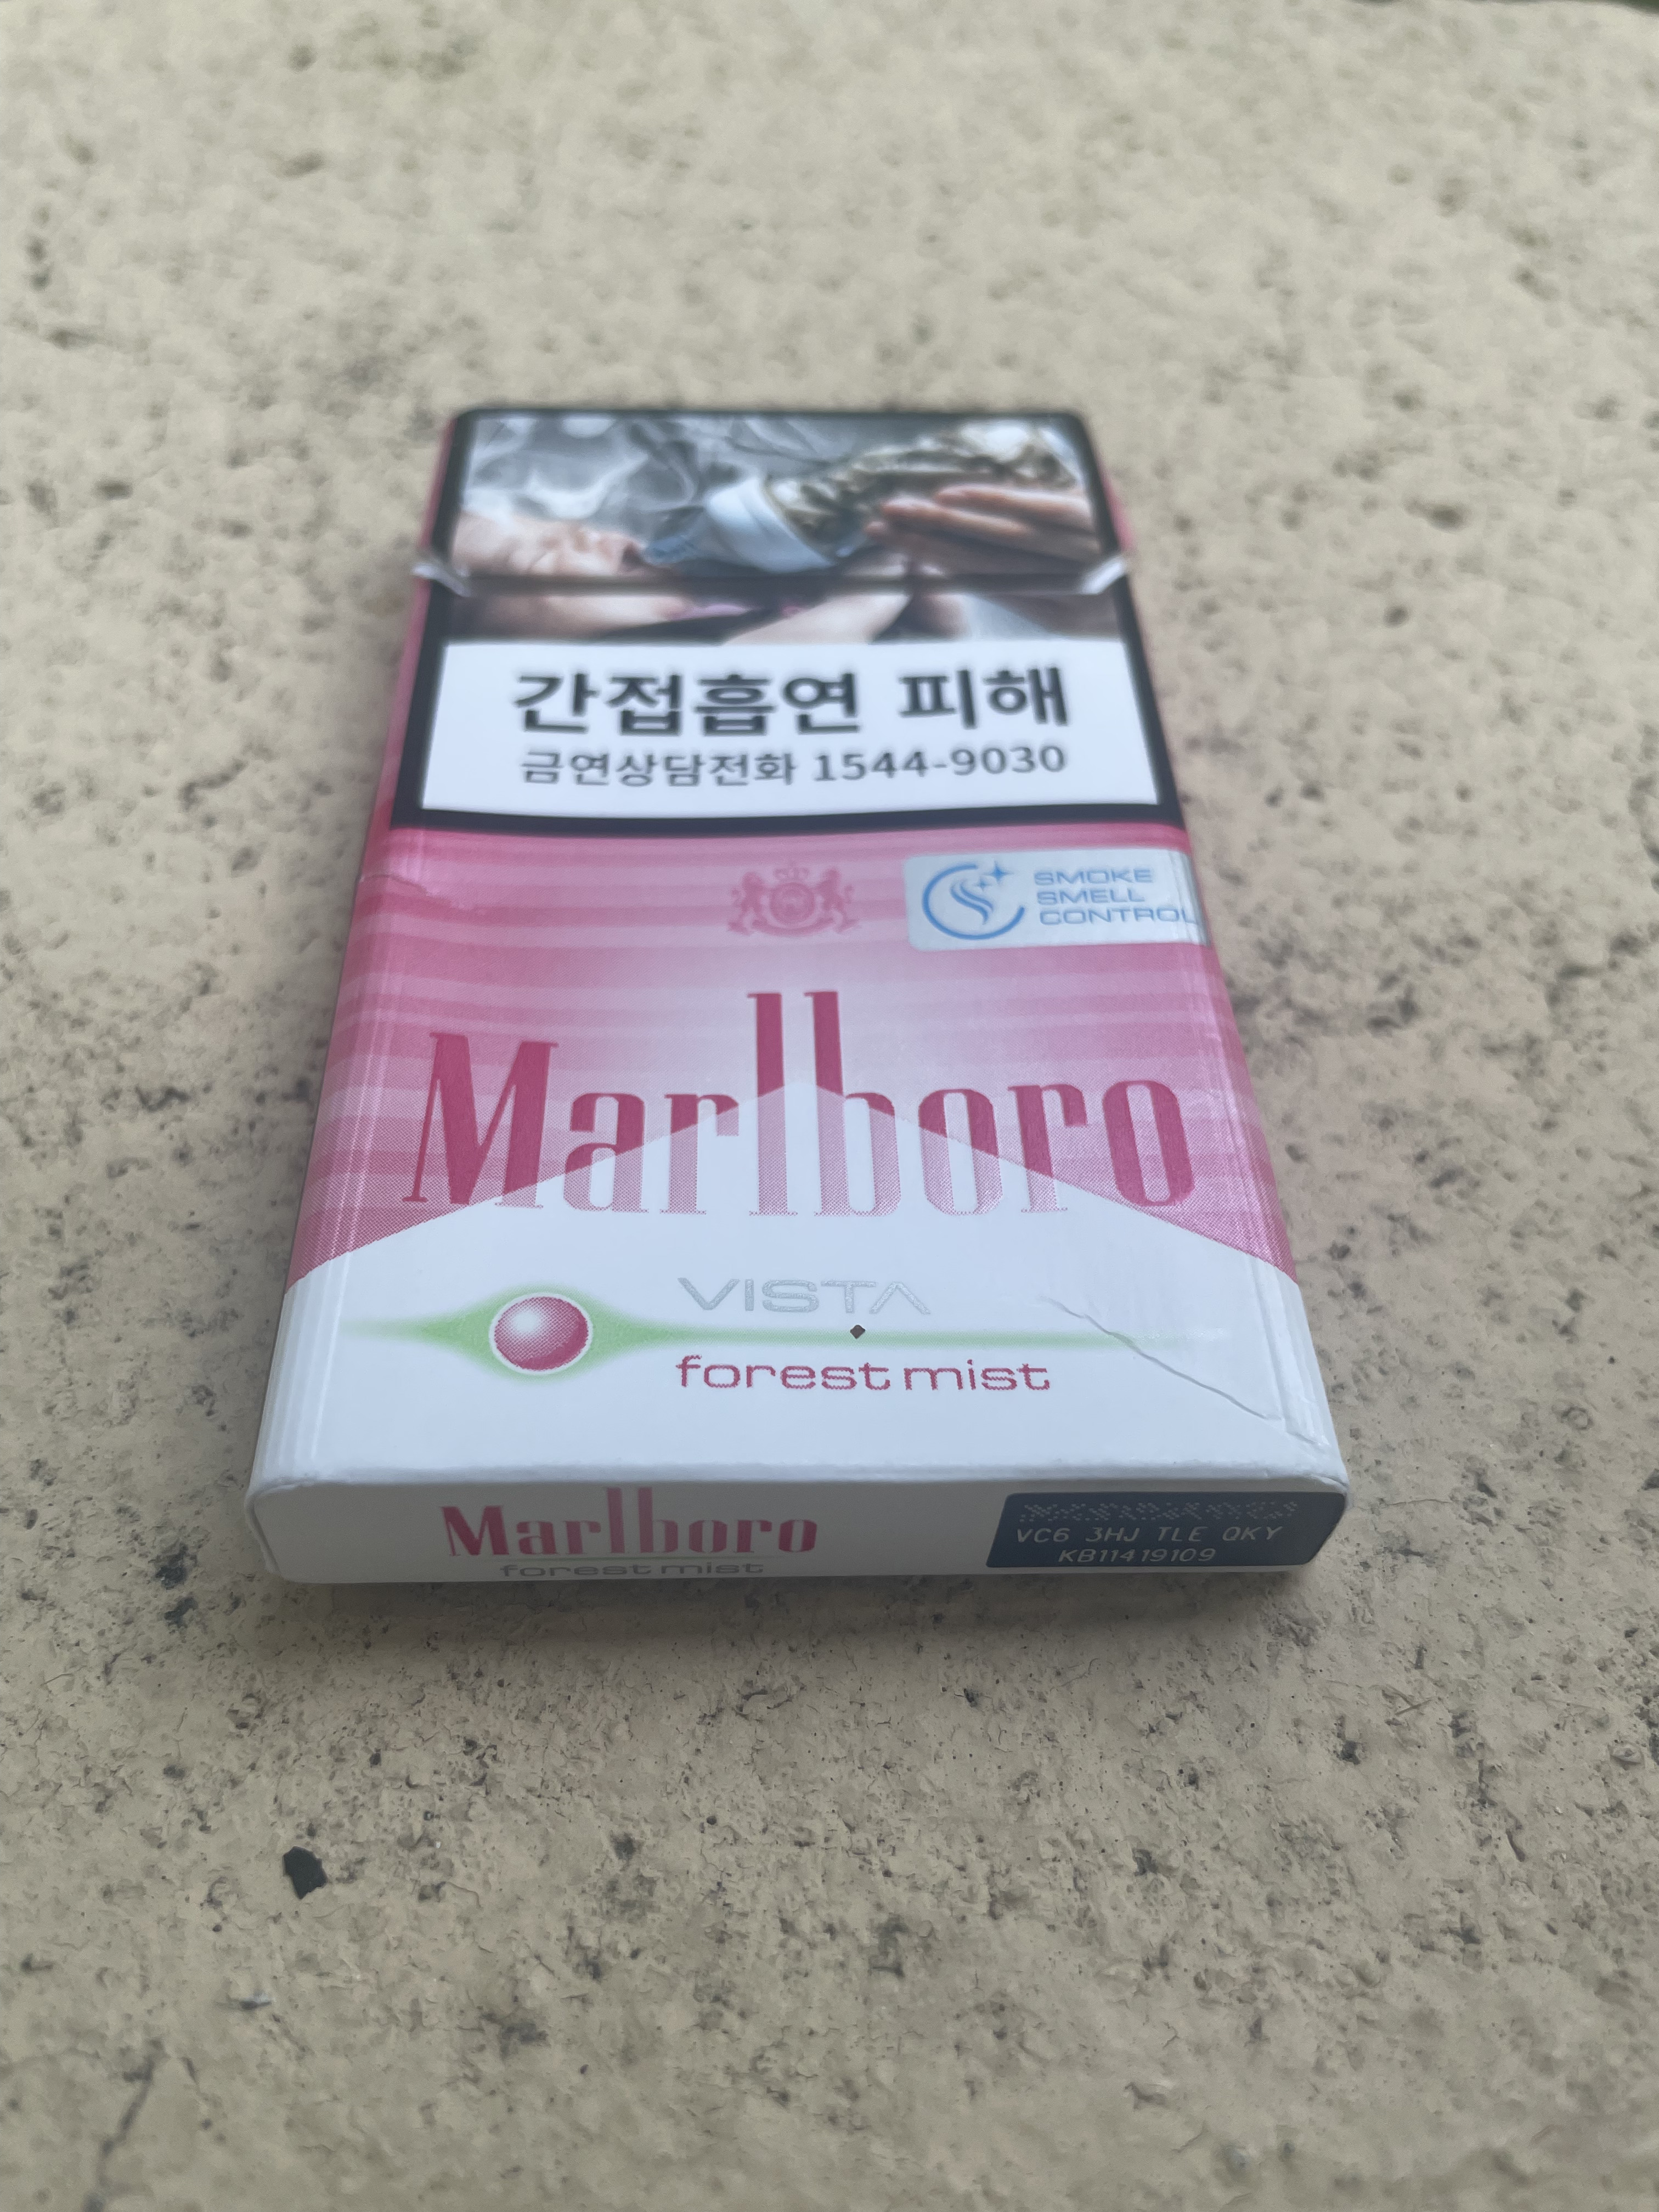 간접흡연 피해
금연상담전화 1544-9030
SMOKE
SMELL
CONTROL
Marlboro
VISTA
forest mist
Marlboro
forest mist
VC6 3HJ TLE QKY
KB11419109